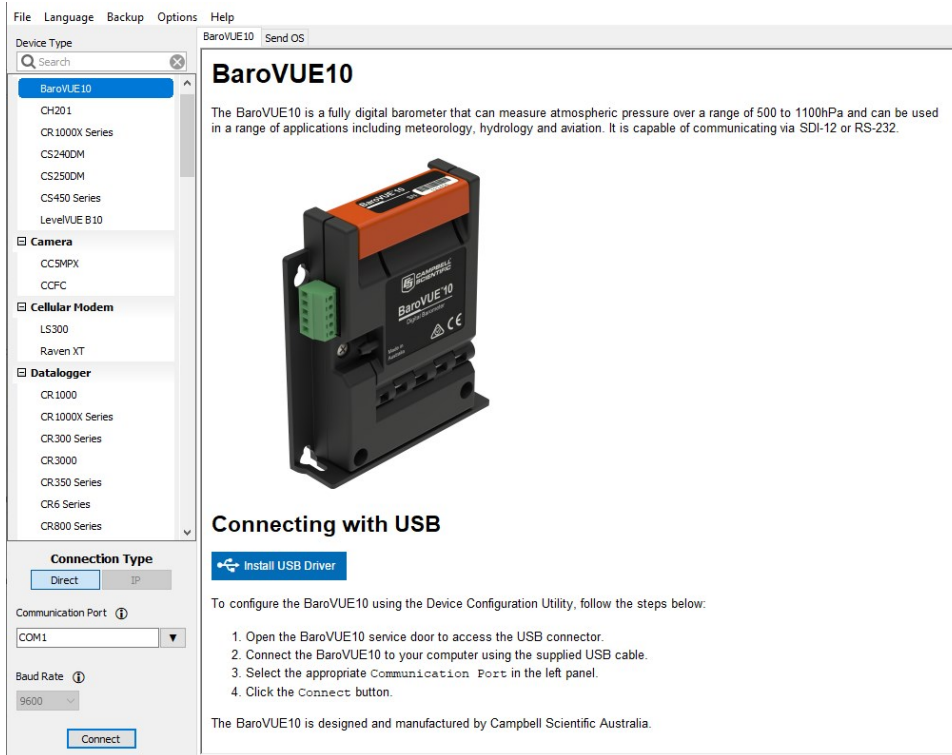 File Language Backup Options Help
Device Type
Search
BaroVUE10
CH201
CR1000X Series
CS240DM
CS250DM
CS450 Series
LevelVUE B10
Camera
CC5MPX
CCFC
Cellular Modem
LS300
Raven XT
Datalogger
CR1000
CR1000X Series
CR300 Series
CR3000
CR350 Series
CR6 Series
CR800 Series
Connection Type
Direct IP
Communication Port
COM1
Baud Rate
9600
Connect
BaroVUE10 Send OS
BaroVUE10
The BaroVUE10 is a fully digital barometer that can measure atmospheric pressure over a range of 500 to 1100hPa and can be used
in a range of applications including meteorology, hydrology and aviation. It is capable of communicating via SDI-12 or RS-232.
BaroVUE 10
S/N
CAMPBELL
SCIENTIFIC
BaroVUE 10
Digital Barometer
CE
Made in
Australia
Connecting with USB
Install USB Driver
To configure the BaroVUE10 using the Device Configuration Utility, follow the steps below:
1. Open the BaroVUE10 service door to access the USB connector.
2. Connect the BaroVUE10 to your computer using the supplied USB cable.
3. Select the appropriate Communication Port in the left panel.
4. Click the Connect button.
The BaroVUE10 is designed and manufactured by Campbell Scientific Australia.